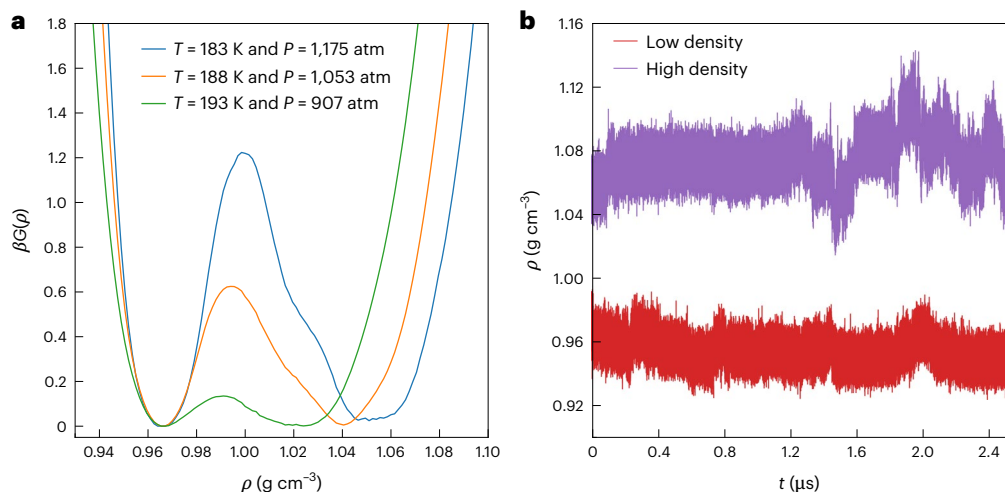 a
T = 183 K and P = 1,175 atm
T = 188 K and P = 1,053 atm
T = 193 K and P = 907 atm
1.8
1.6
1.4
1.2
1.0
0.8
0.6
0.4
0.2
0
βG(ρ)
0.94 0.96 0.98 1.00 1.02 1.04 1.06 1.08 1.10
ρ (g cm⁻³)
b
Low density
High density
1.16
1.12
1.08
1.04
1.00
0.96
0.92
ρ (g cm⁻³)
0 0.4 0.8 1.2 1.6 2.0 2.4
t (μs)